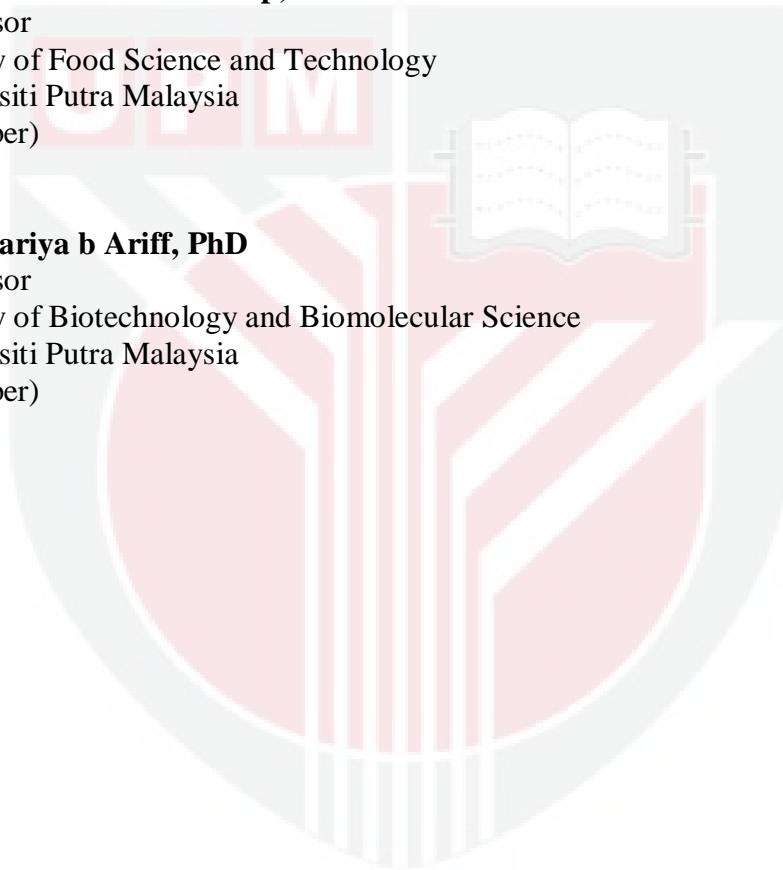 sor
y of Food Science and Technology
siti Putra Malaysia
UPM
ber)
ariya b Ariff, PhD
sor
y of Biotechnology and Biomolecular Science
siti Putra Malaysia
ber)